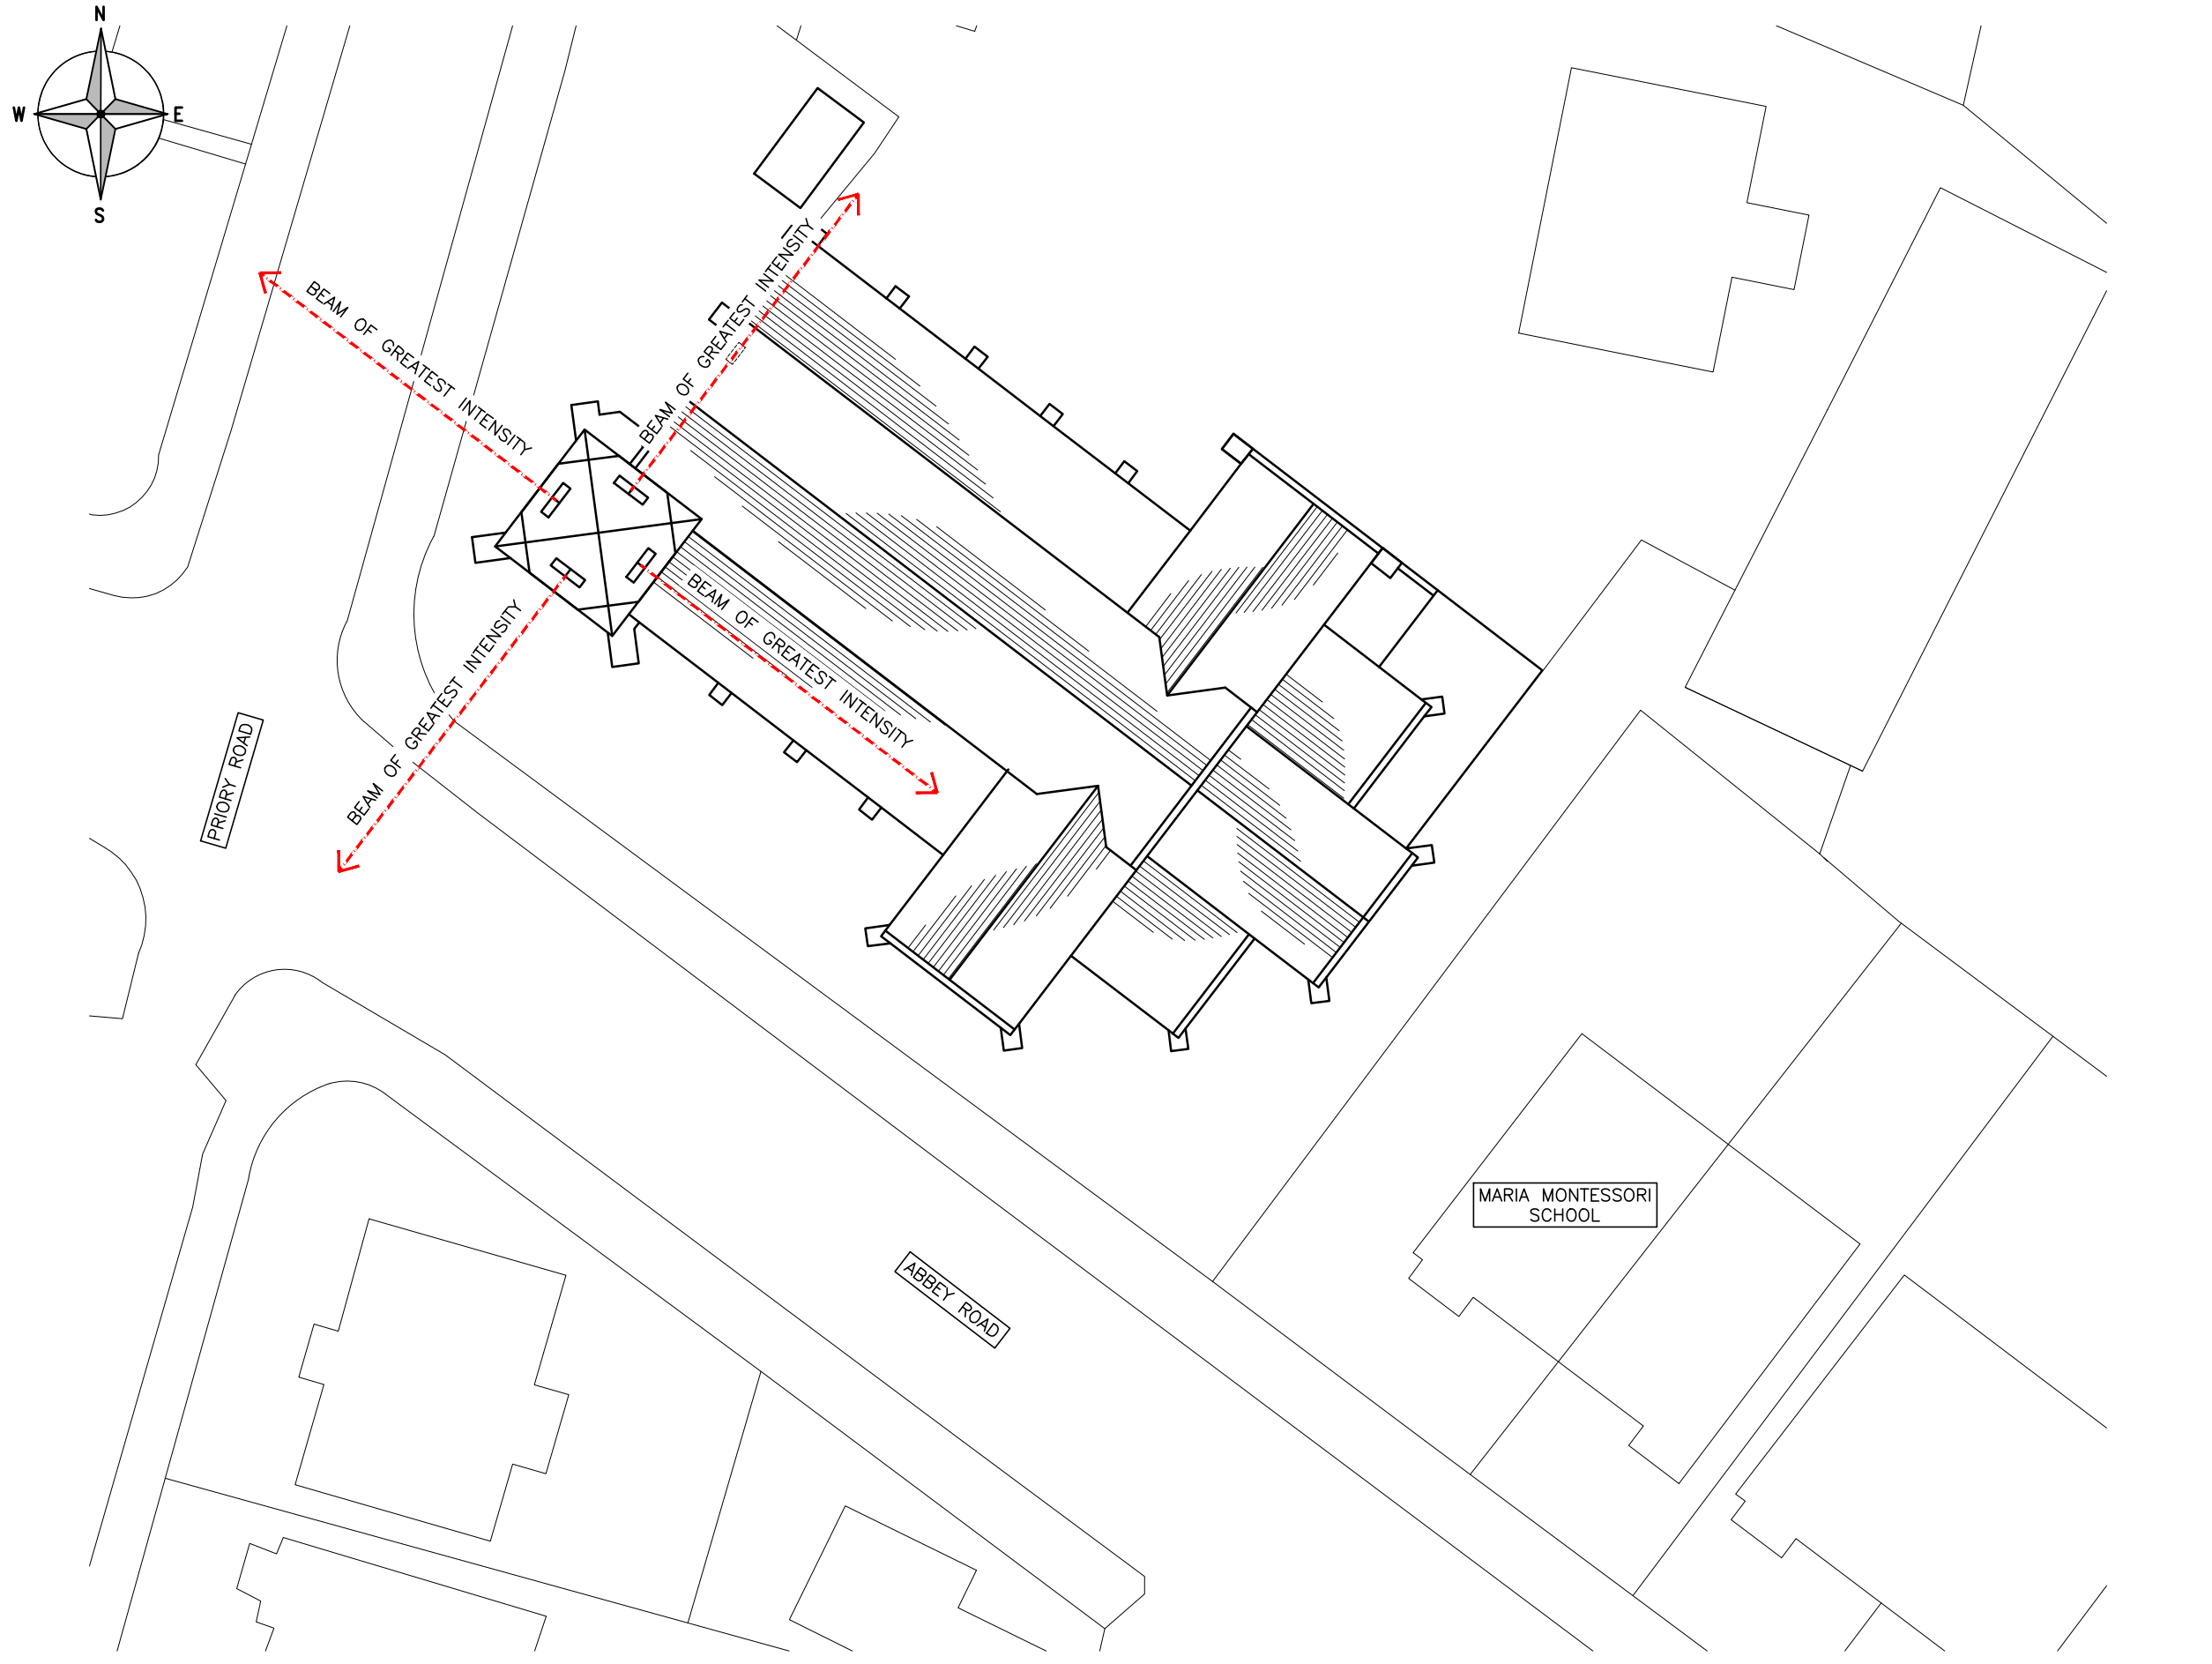 N
W
E
S
BEAM OF GREATEST INTENSITY
BEAM OF GREATEST INTENSITY
BEAM OF GREATEST INTENSITY
BEAM OF GREATEST INTENSITY
PRIORY ROAD
MARIA MONTESSORI
SCHOOL
ABBEY ROAD